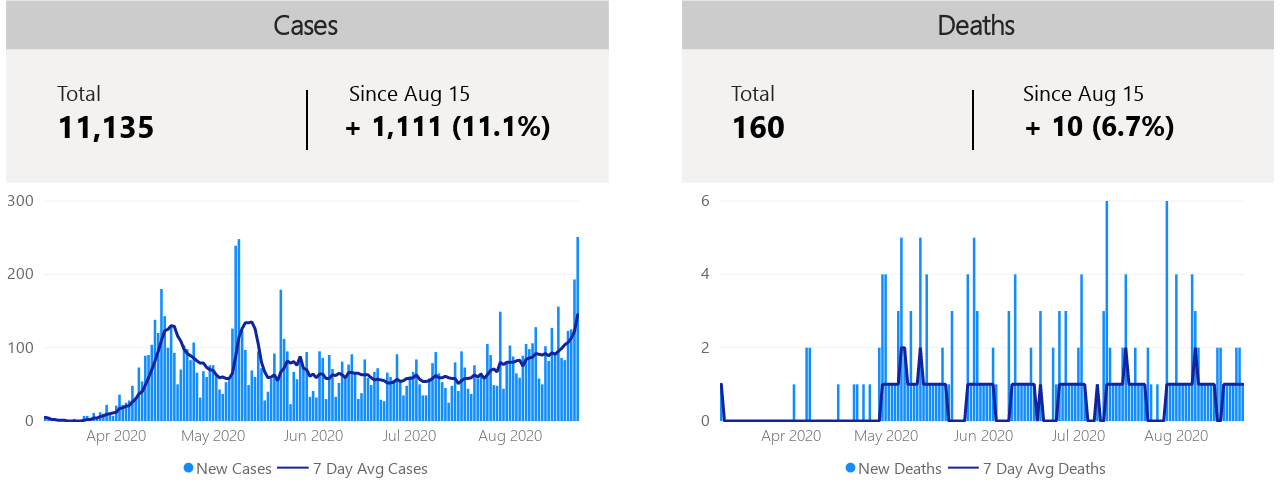 Cases
Total
11,135
Since Aug 15
+ 1,111 (11.1%)
300
200
100
0
Apr 2020 May 2020 Jun 2020 Jul 2020 Aug 2020
New Cases 7 Day Avg Cases
Deaths
Total
160
Since Aug 15
+ 10 (6.7%)
6
4
2
0
Apr 2020 May 2020 Jun 2020 Jul 2020 Aug 2020
New Deaths 7 Day Avg Deaths